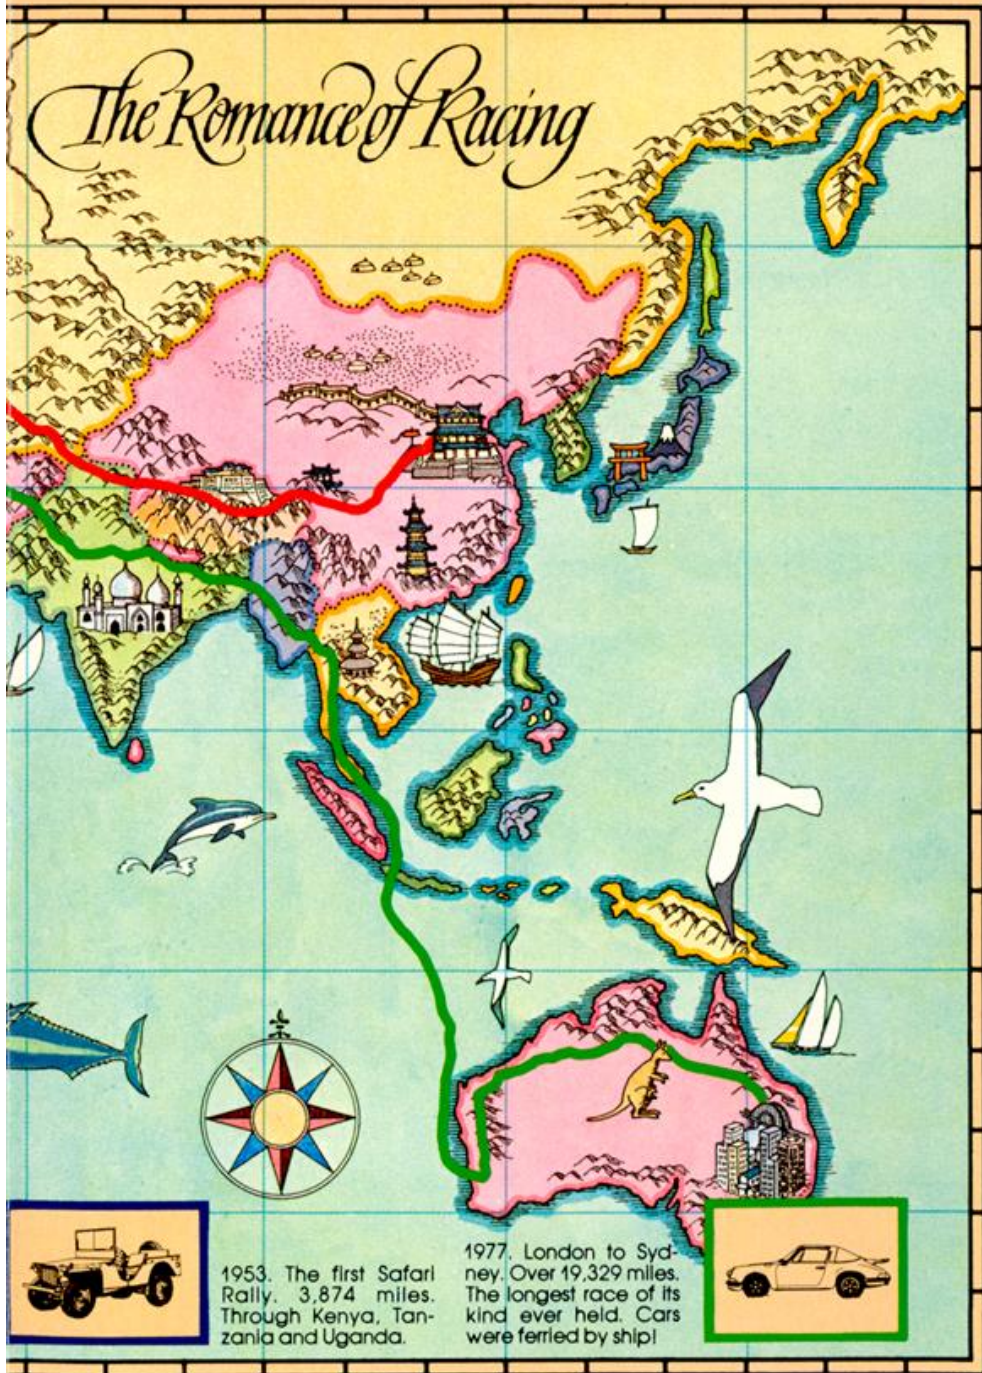 The Romance of Racing
1953. The first Safari
Rally. 3,874 miles.
Through Kenya, Tan-
zania and Uganda.
1977. London to Syd-
ney. Over 19,329 miles.
The longest race of its
kind ever held. Cars
were ferried by ship!